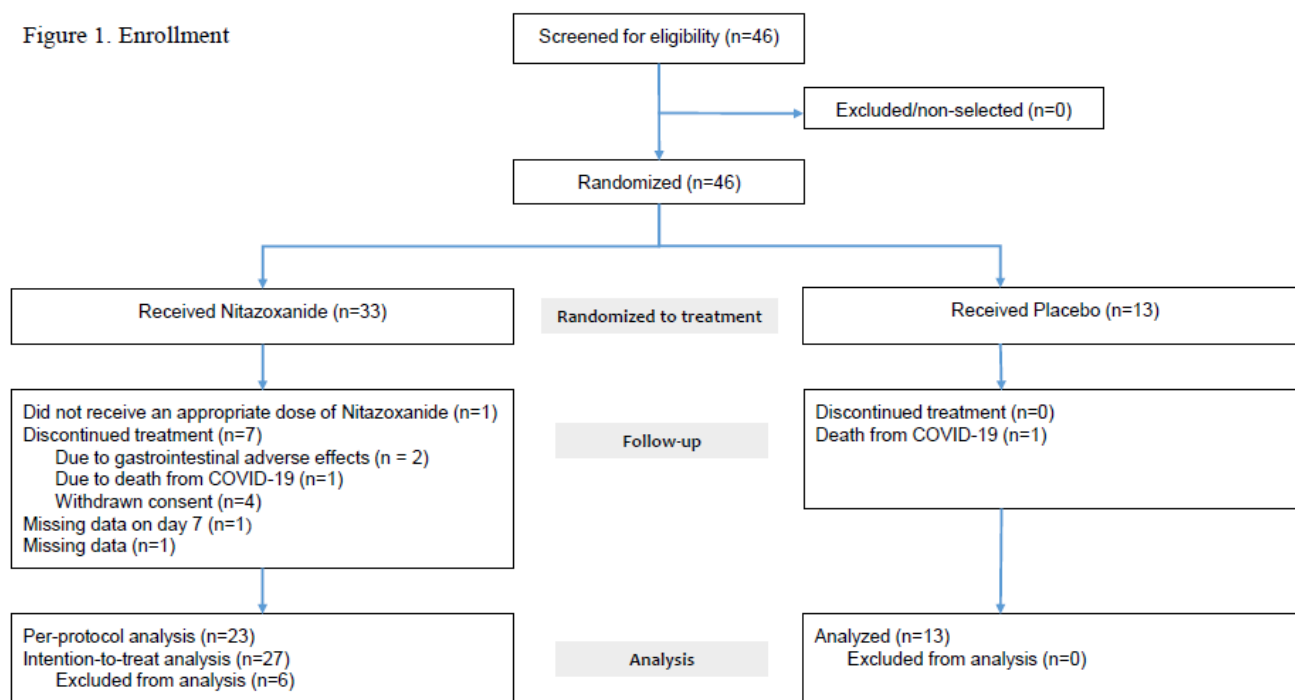 Figure 1. Enrollment
Screened for eligibility (n=46)
Excluded/non-selected (n=0)
Randomized (n=46)
Received Nitazoxanide (n=33)
Randomized to treatment
Received Placebo (n=13)
Did not receive an appropriate dose of Nitazoxanide (n=1)
Discontinued treatment (n=7)
Due to gastrointestinal adverse effects (n = 2)
Due to death from COVID-19 (n=1)
Withdrawn consent (n=4)
Missing data on day 7 (n=1)
Missing data (n=1)
Follow-up
Discontinued treatment (n=0)
Death from COVID-19 (n=1)
Per-protocol analysis (n=23)
Intention-to-treat analysis (n=27)
Excluded from analysis (n=6)
Analysis
Analyzed (n=13)
Excluded from analysis (n=0)